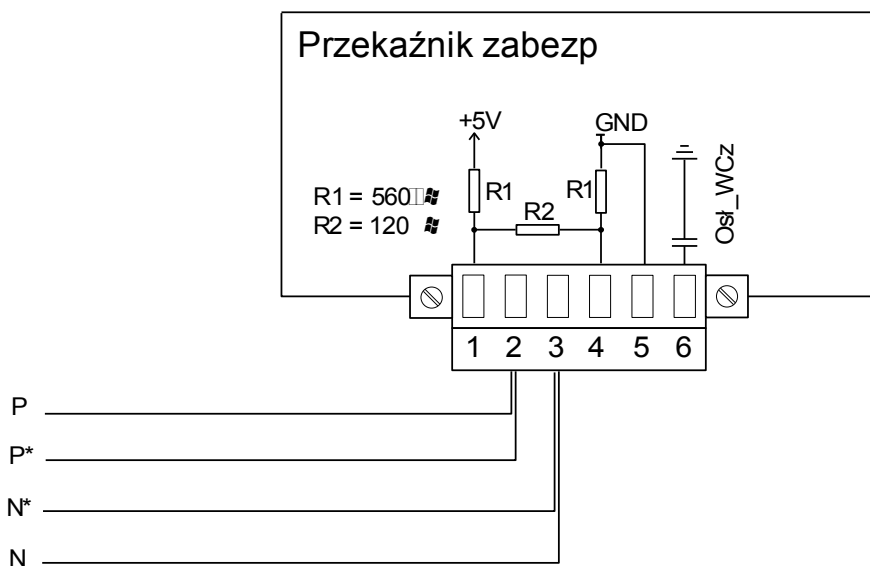 Przekaźnik zabezp
+5V
GND
R1
R1
R2
R1 = 560
R2 = 120
Osł_WCz
1 2 3 4 5 6
P
P*
N*
N